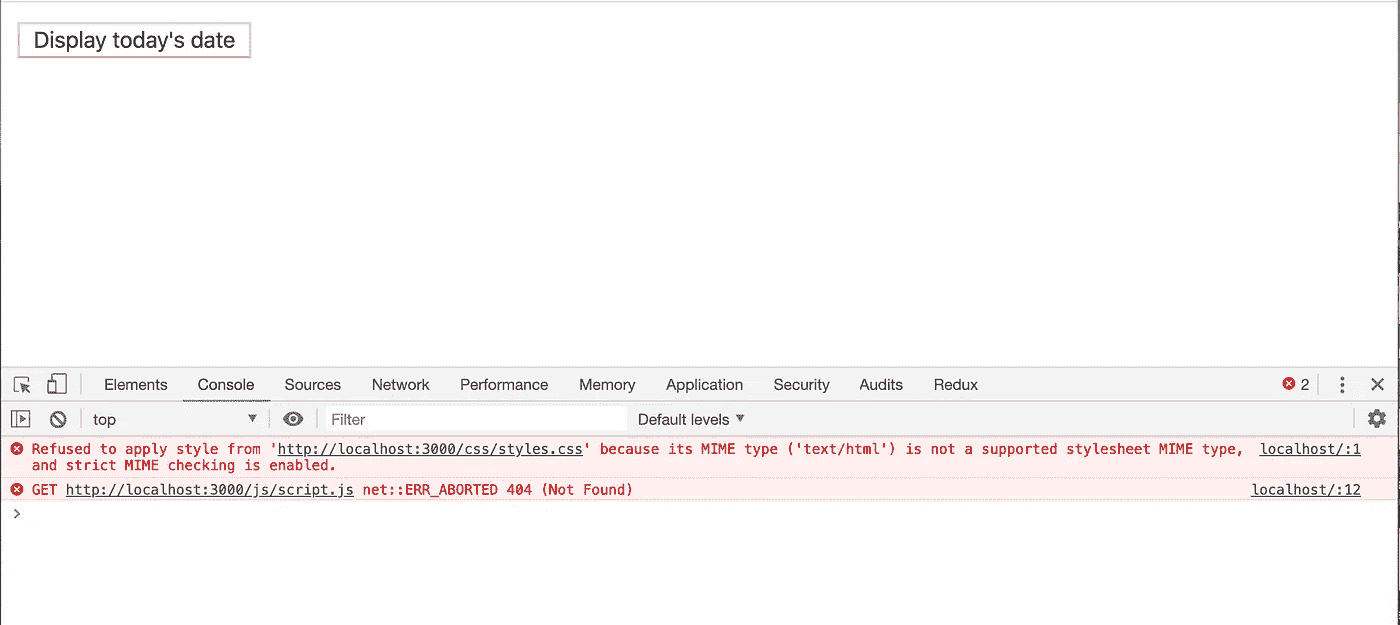 Display today's date
Elements Console Sources Network Performance Memory Application Security Audits Redux 2
top Filter Default levels
Refused to apply style from 'http://localhost:3000/css/styles.css' because its MIME type ('text/html') is not a supported stylesheet MIME type, localhost/:1
and strict MIME checking is enabled.
GET http://localhost:3000/js/script.js net::ERR_ABORTED 404 (Not Found) localhost/:12